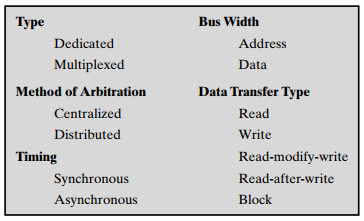 Type
Dedicated
Multiplexed
Method of Arbitration
Centralized
Distributed
Timing
Synchronous
Asynchronous
Bus Width
Address
Data
Data Transfer Type
Read
Write
Read-modify-write
Read-after-write
Block